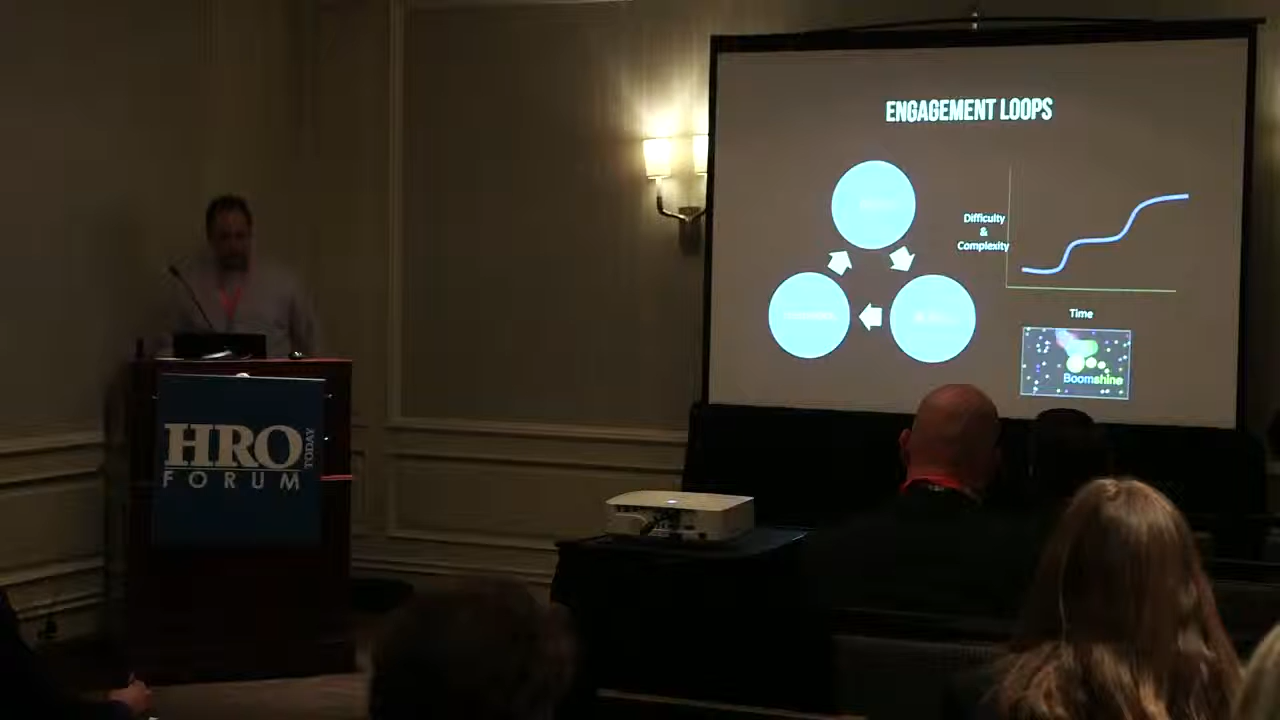 ENGAGEMENT LOOPS
Difficulty
&
Complexity
Time
Boomshine
HRO
TODAY
FORUM